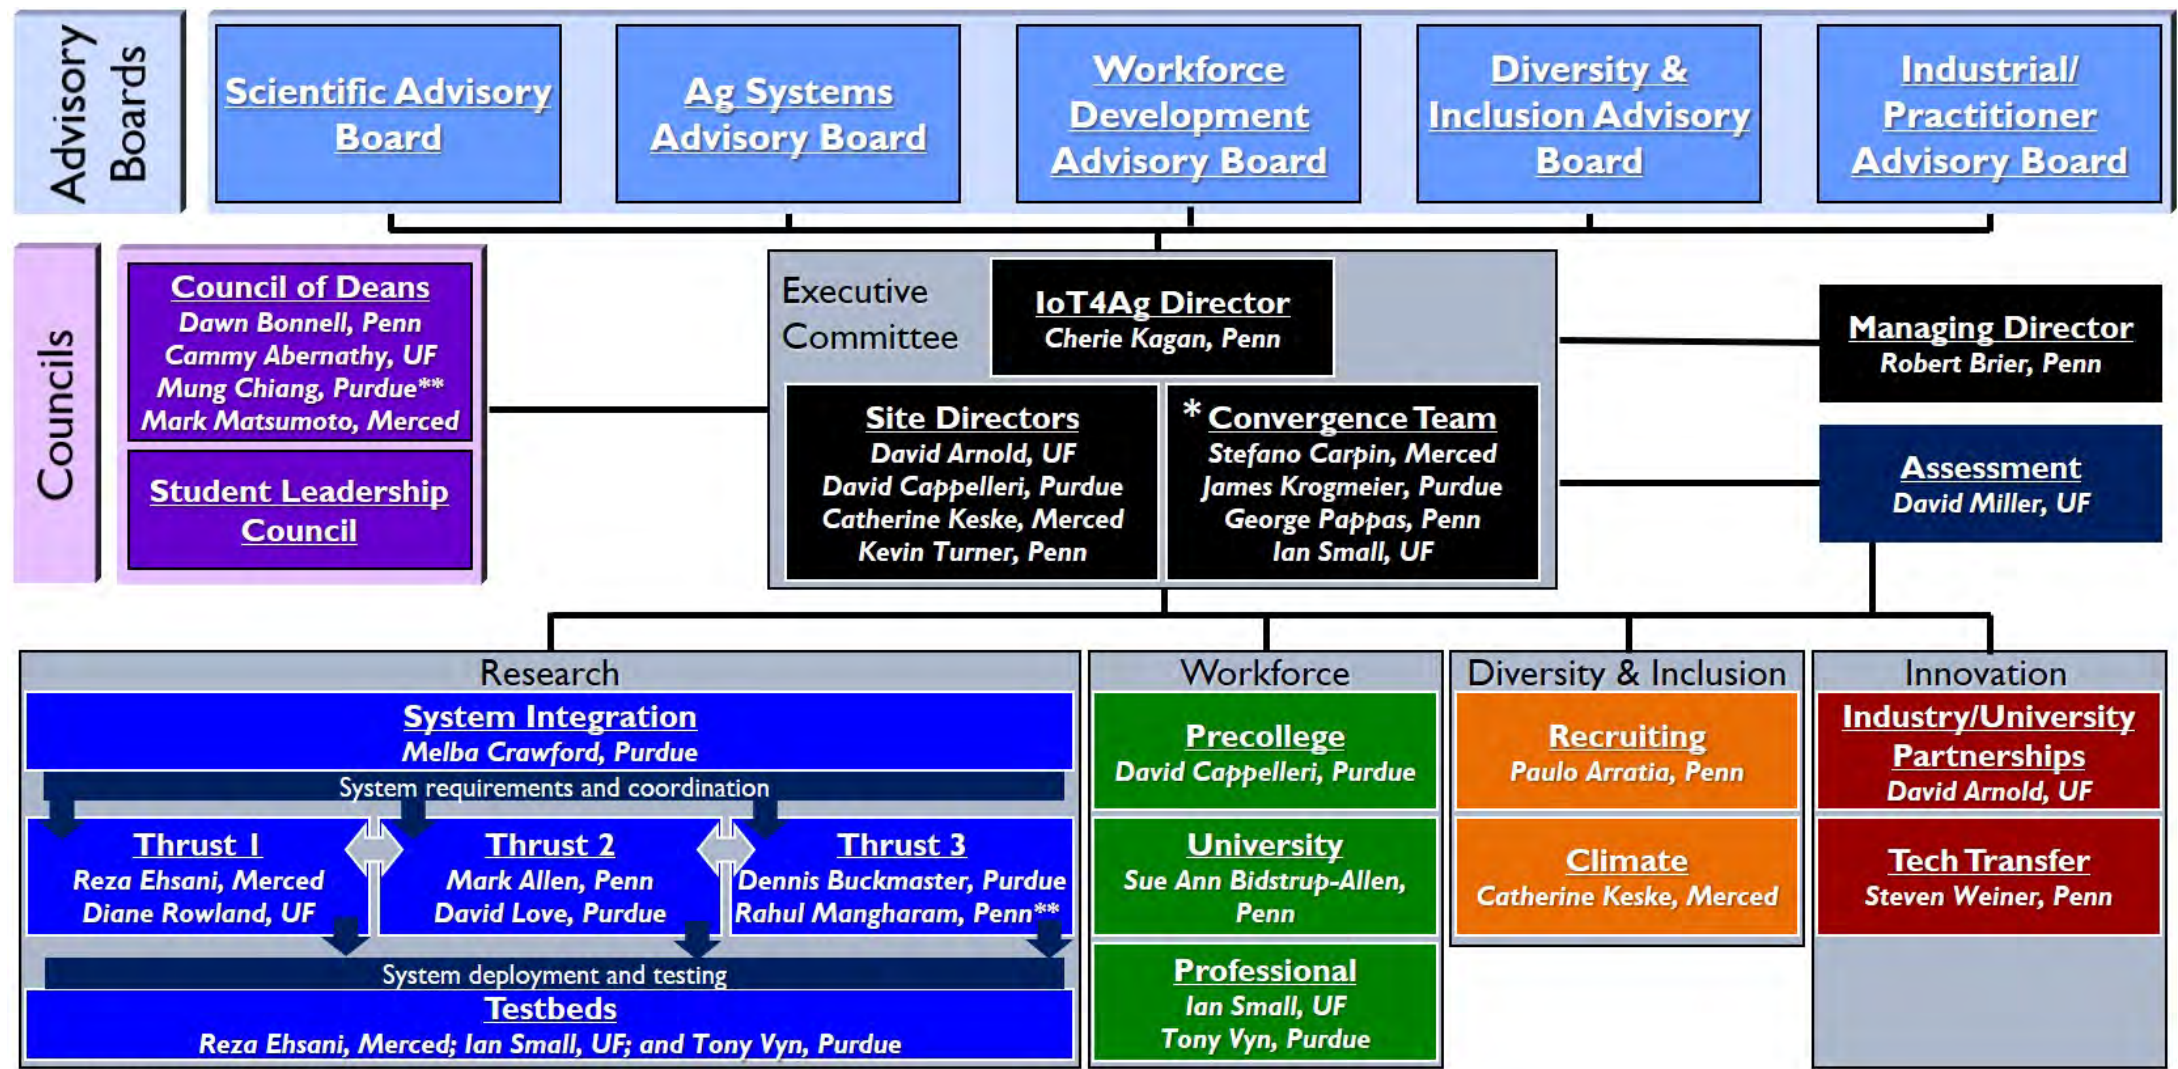 Advisory
Boards
Scientific Advisory
Board
Ag Systems
Advisory Board
Workforce
Development
Advisory Board
Diversity &
Inclusion Advisory
Board
Industrial/
Practitioner
Advisory Board
Councils
Council of Deans
Dawn Bonnell, Penn
Cammy Abernathy, UF
Mung Chiang, Purdue**
Mark Matsumoto, Merced
Student Leadership
Council
Executive
Committee
IoT4Ag Director
Cherie Kagan, Penn
Site Directors
David Arnold, UF
David Cappelleri, Purdue
Catherine Keske, Merced
Kevin Turner, Penn
* Convergence Team
Stefano Carpin, Merced
James Krogmeier, Purdue
George Pappas, Penn
Ian Small, UF
Managing Director
Robert Brier, Penn
Assessment
David Miller, UF
Research
System Integration
Melba Crawford, Purdue
System requirements and coordination
Thrust 1
Reza Ehsani, Merced
Diane Rowland, UF
Thrust 2
Mark Allen, Penn
David Love, Purdue
Thrust 3
Dennis Buckmaster, Purdue
Rahul Mangharam, Penn**
System deployment and testing
Testbeds
Reza Ehsani, Merced; Ian Small, UF; and Tony Vyn, Purdue
Workforce
Precollege
David Cappelleri, Purdue
University
Sue Ann Bidstrup-Allen,
Penn
Professional
Ian Small, UF
Tony Vyn, Purdue
Diversity & Inclusion
Recruiting
Paulo Arratia, Penn
Climate
Catherine Keske, Merced
Innovation
Industry/University
Partnerships
David Arnold, UF
Tech Transfer
Steven Weiner, Penn